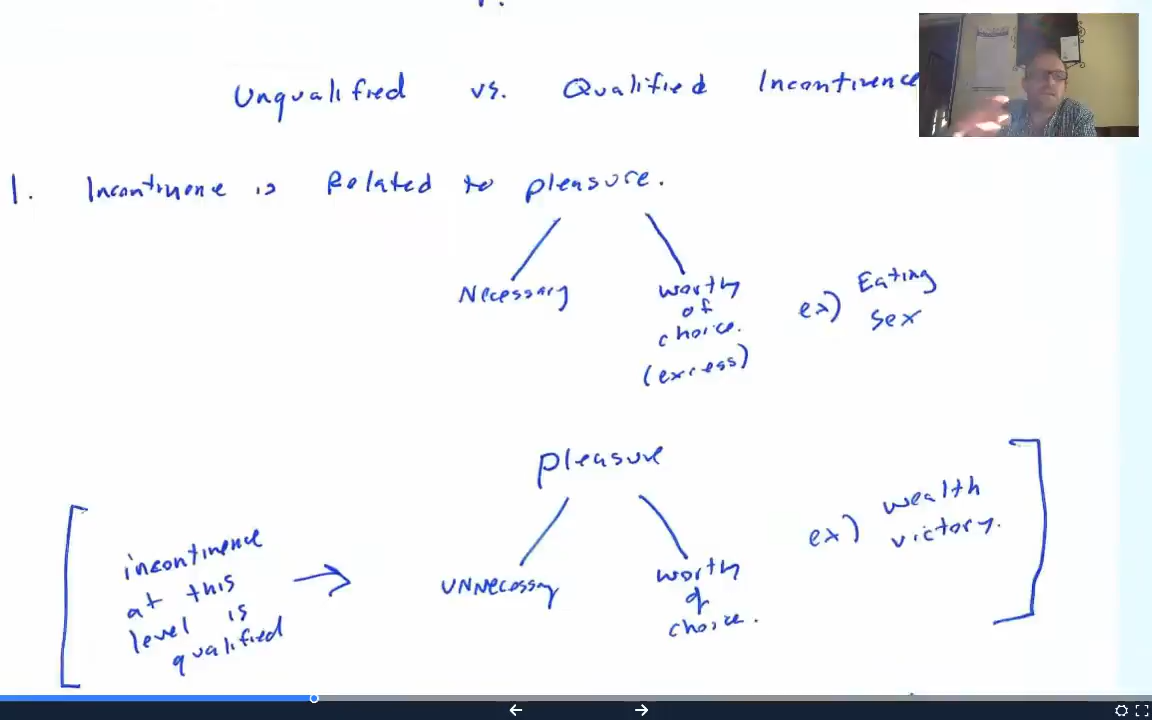 Unqualified vs. Qualified Incontinence
1. Incontinence is Related to pleasure.
Necessary
worth
of
choice.
(excess)
ex) Eating
sex
pleasure
incontinence
at this
level is
qualified
UNNecessary
worth
of
choice.
ex) wealth
victory.